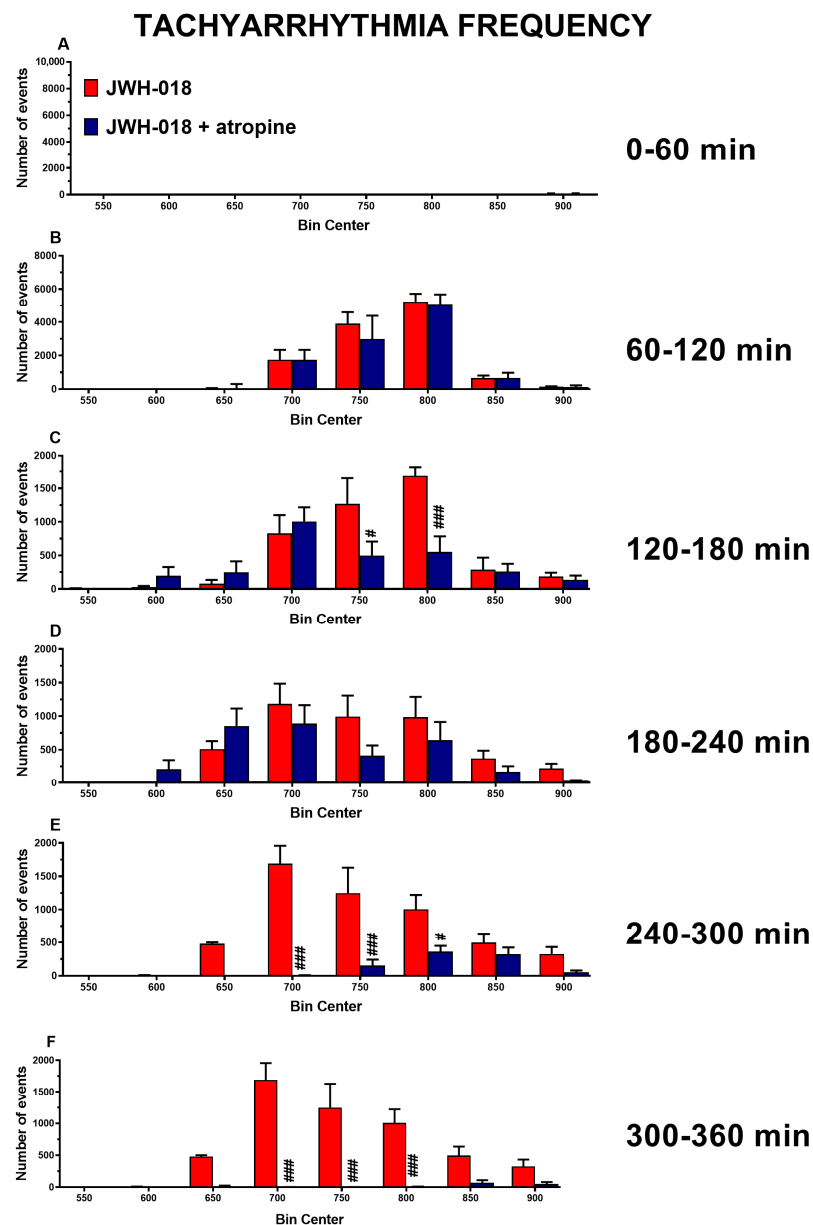 TACHYARRHYTHMIA FREQUENCY
A
10,000
8000
6000
4000
2000
0
Number of events
JWH-018
JWH-018 + atropine
0-60 min
550 600 650 700 750 800 850 900
Bin Center
B
8000
6000
4000
2000
0
Number of events
60-120 min
550 600 650 700 750 800 850 900
Bin Center
C
2000
1500
1000
500
0
Number of events
# ###
120-180 min
550 600 650 700 750 800 850 900
Bin Center
D
2000
1500
1000
500
0
Number of events
180-240 min
550 600 650 700 750 800 850 900
Bin Center
E
2000
1500
1000
500
0
Number of events
### ### #
240-300 min
550 600 650 700 750 800 850 900
Bin Center
F
2000
1500
1000
500
0
Number of events
### ### ###
300-360 min
550 600 650 700 750 800 850 900
Bin Center